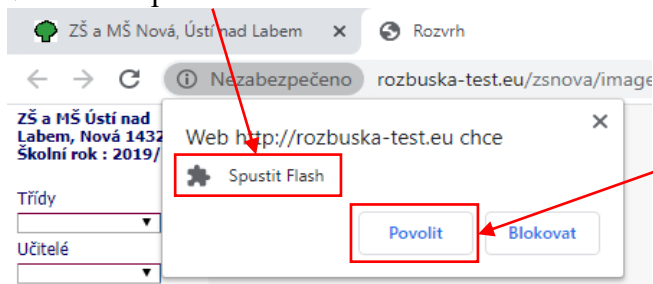 ZŠ a MŠ Nová, Ústí nad Labem
Rozvrh
Nezabezpečeno rozbuska-test.eu/zsnova/image
ZŠ a MŠ Ústí nad
Labem, Nová 1432
Školní rok : 2019/
Web http://rozbuska-test.eu chce
Spustit Flash
Třídy
Povolit Blokovat
Učitelé